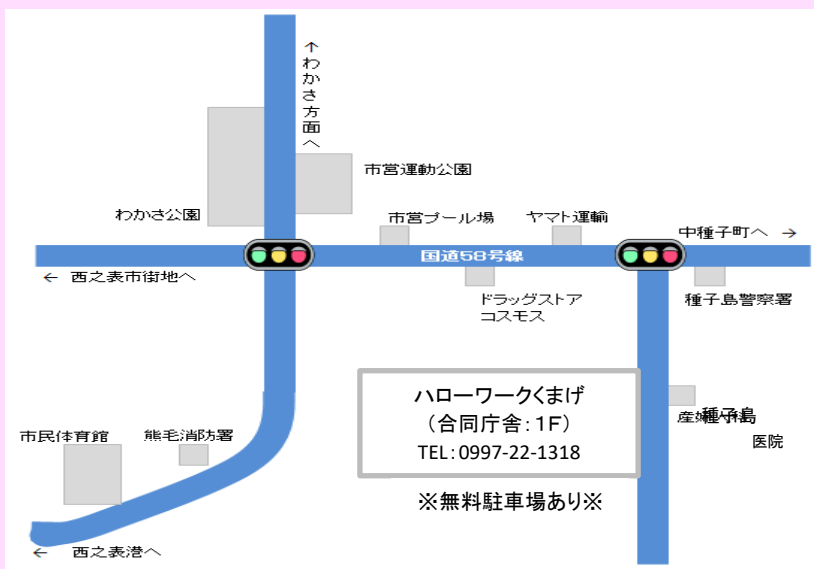 ↑わかさ方面へ
市営運動公園
わかさ公園
市営プール場
ヤマト運輸
中種子町へ →
国道58号線
← 西之表市街地へ
ドラッグストア
コスモス
種子島警察署
ハローワークくまげ
（合同庁舎：１Ｆ）
TEL：0997-22-1318
種子島
医院
市民体育館
熊毛消防署
※無料駐車場あり※
← 西之表港へ